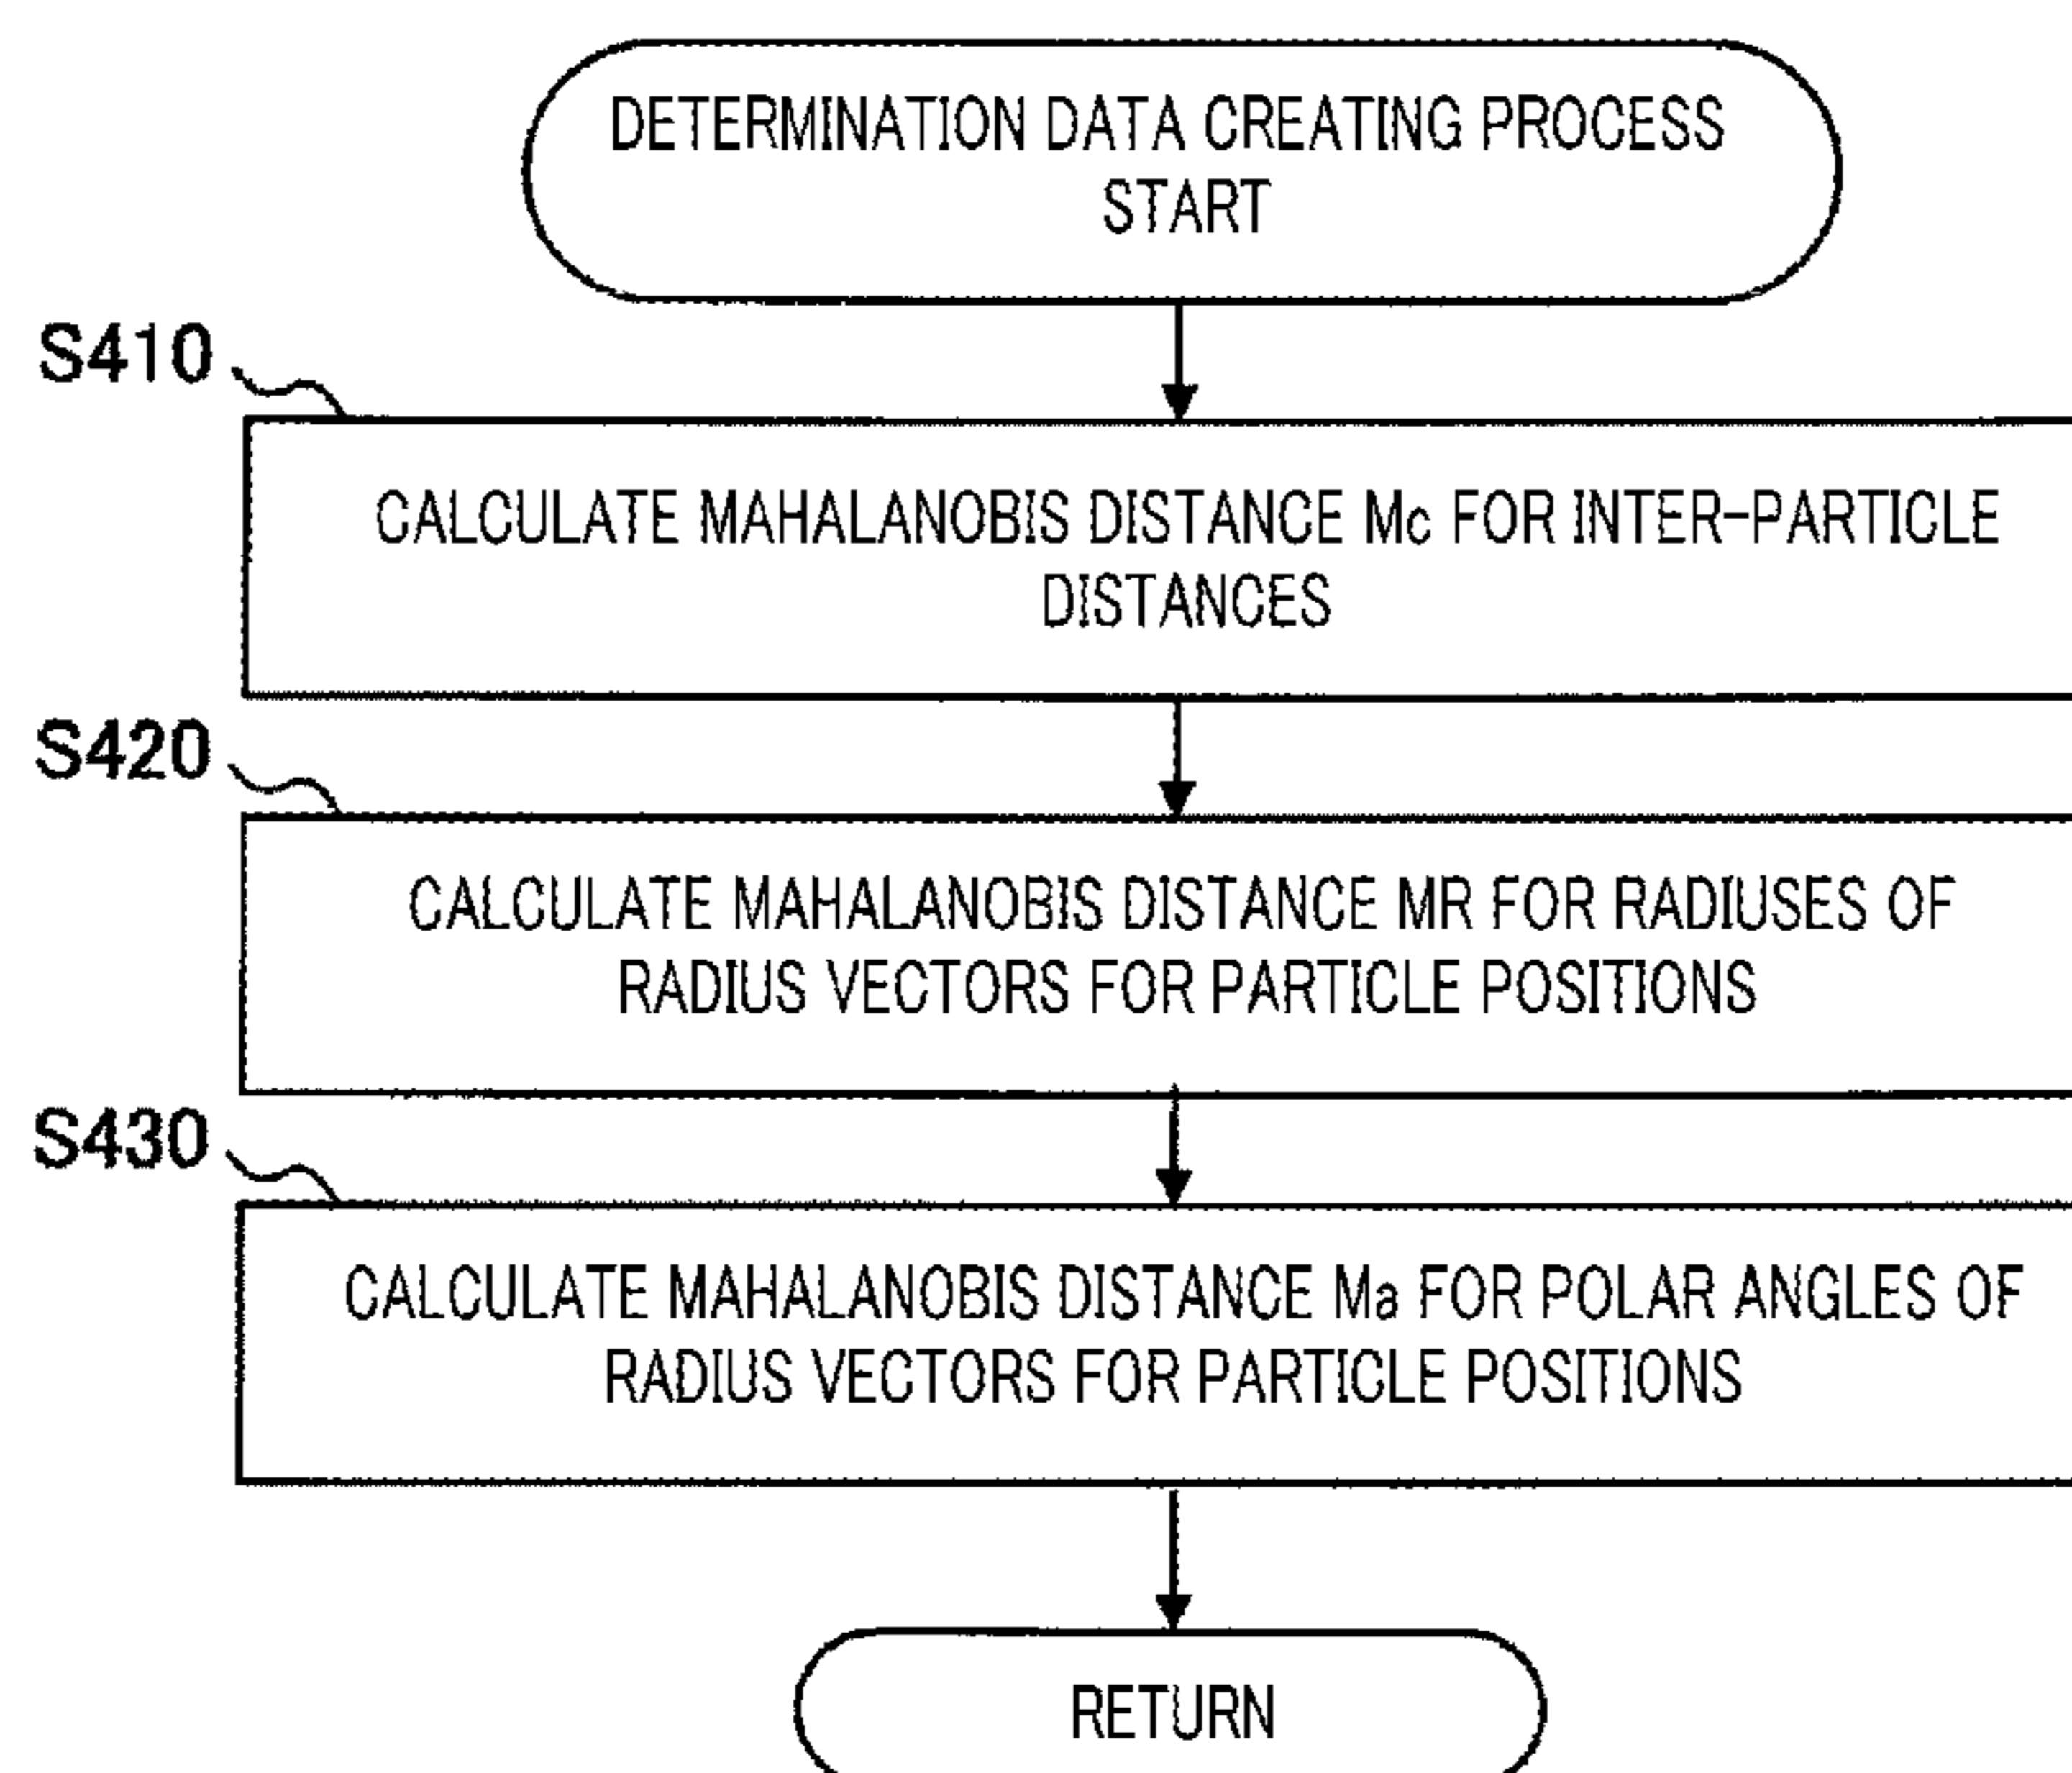 DETERMINATION DATA CREATING PROCESS
START
S410
CALCULATE MAHALANOBIS DISTANCE Mc FOR INTER-PARTICLE
DISTANCES
S420
CALCULATE MAHALANOBIS DISTANCE MR FOR RADIUSES OF
RADIUS VECTORS FOR PARTICLE POSITIONS
S430
CALCULATE MAHALANOBIS DISTANCE Ma FOR POLAR ANGLES OF
RADIUS VECTORS FOR PARTICLE POSITIONS
RETURN